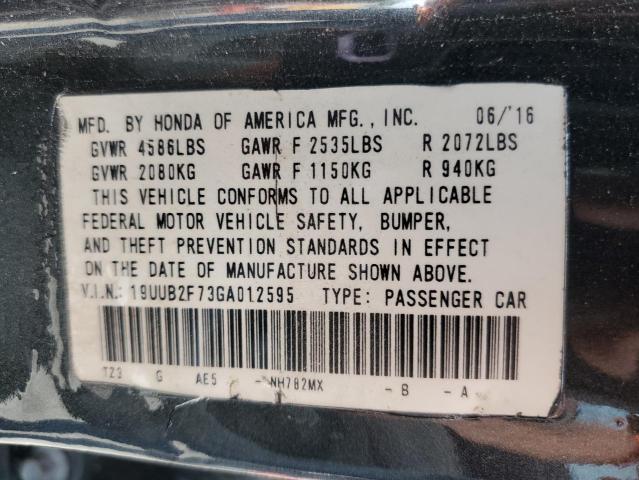 MFD. BY HONDA OF AMERICA MFG., INC. 06/'16
GVWR 4586LBS GAWR F 2535LBS R 2072LBS
GVWR 2080KG GAWR F 1150KG R 940KG
THIS VEHICLE CONFORMS TO ALL APPLICABLE
FEDERAL MOTOR VEHICLE SAFETY, BUMPER,
AND THEFT PREVENTION STANDARDS IN EFFECT
ON THE DATE OF MANUFACTURE SHOWN ABOVE.
V.I.N.: 19UUB2F73GA012595 TYPE: PASSENGER CAR
TZ3 G AE5 - NH782MX - B - A